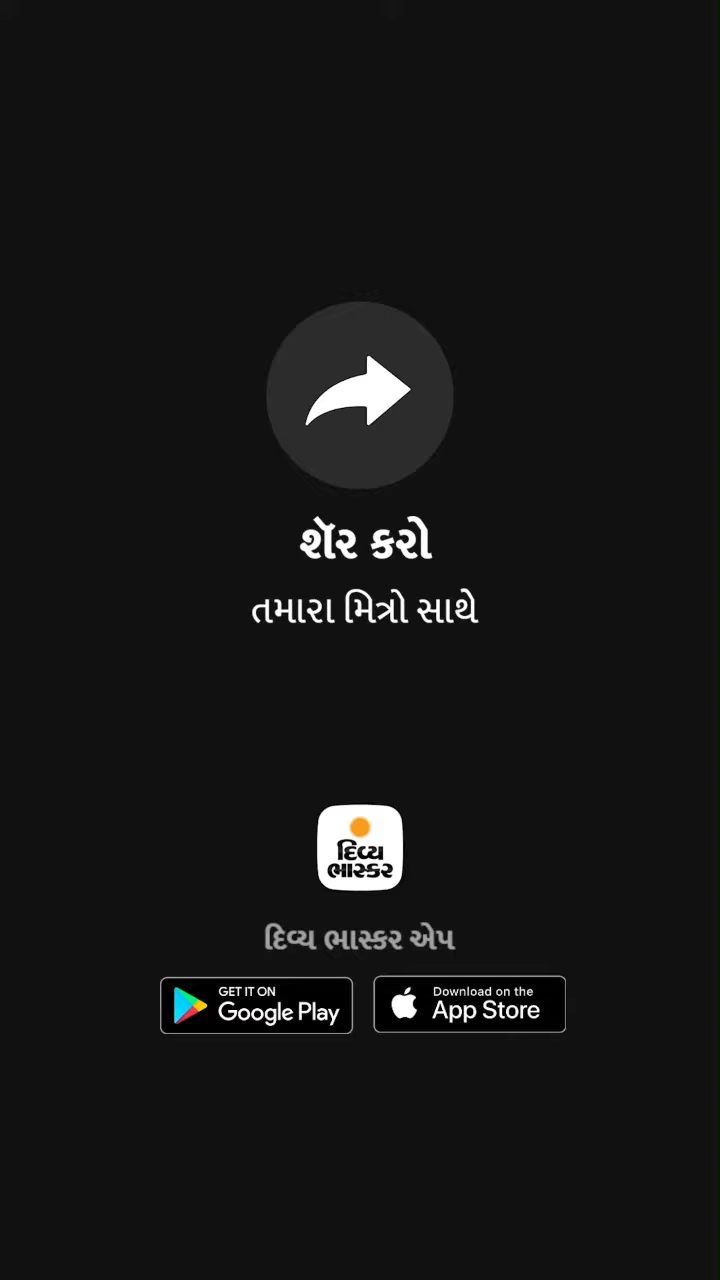 શૅર કરો
તમારા મિત્રો સાથે
દિવ્ય
ભાસ્કર
દિવ્ય ભાસ્કર એપ
GET IT ON
Google Play
Download on the
App Store